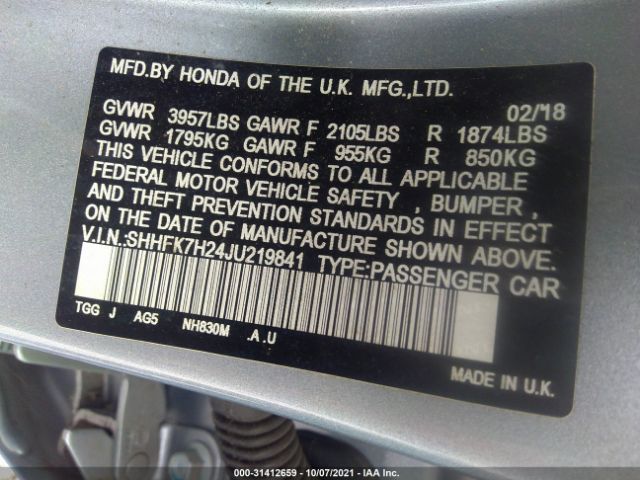 MFD.BY HONDA OF THE U.K. MFG.,LTD.
02/'18
GVWR 3957LBS GAWR F 2105LBS R 1874LBS
GVWR 1795KG GAWR F 955KG R 850KG
THIS VEHICLE CONFORMS TO ALL APPLICABLE
FEDERAL MOTOR VEHICLE SAFETY , BUMPER ,
AND THEFT PREVENTION STANDARDS IN EFFECT
ON THE DATE OF MANUFACTURE SHOWN ABOVE.
V.I.N.:SHHFK7H24JU219841 TYPE:PASSENGER CAR
TGG J AG5 NH830M .A.U
MADE IN U.K.
000-31412659 - 10/07/2021 - IAA Inc.